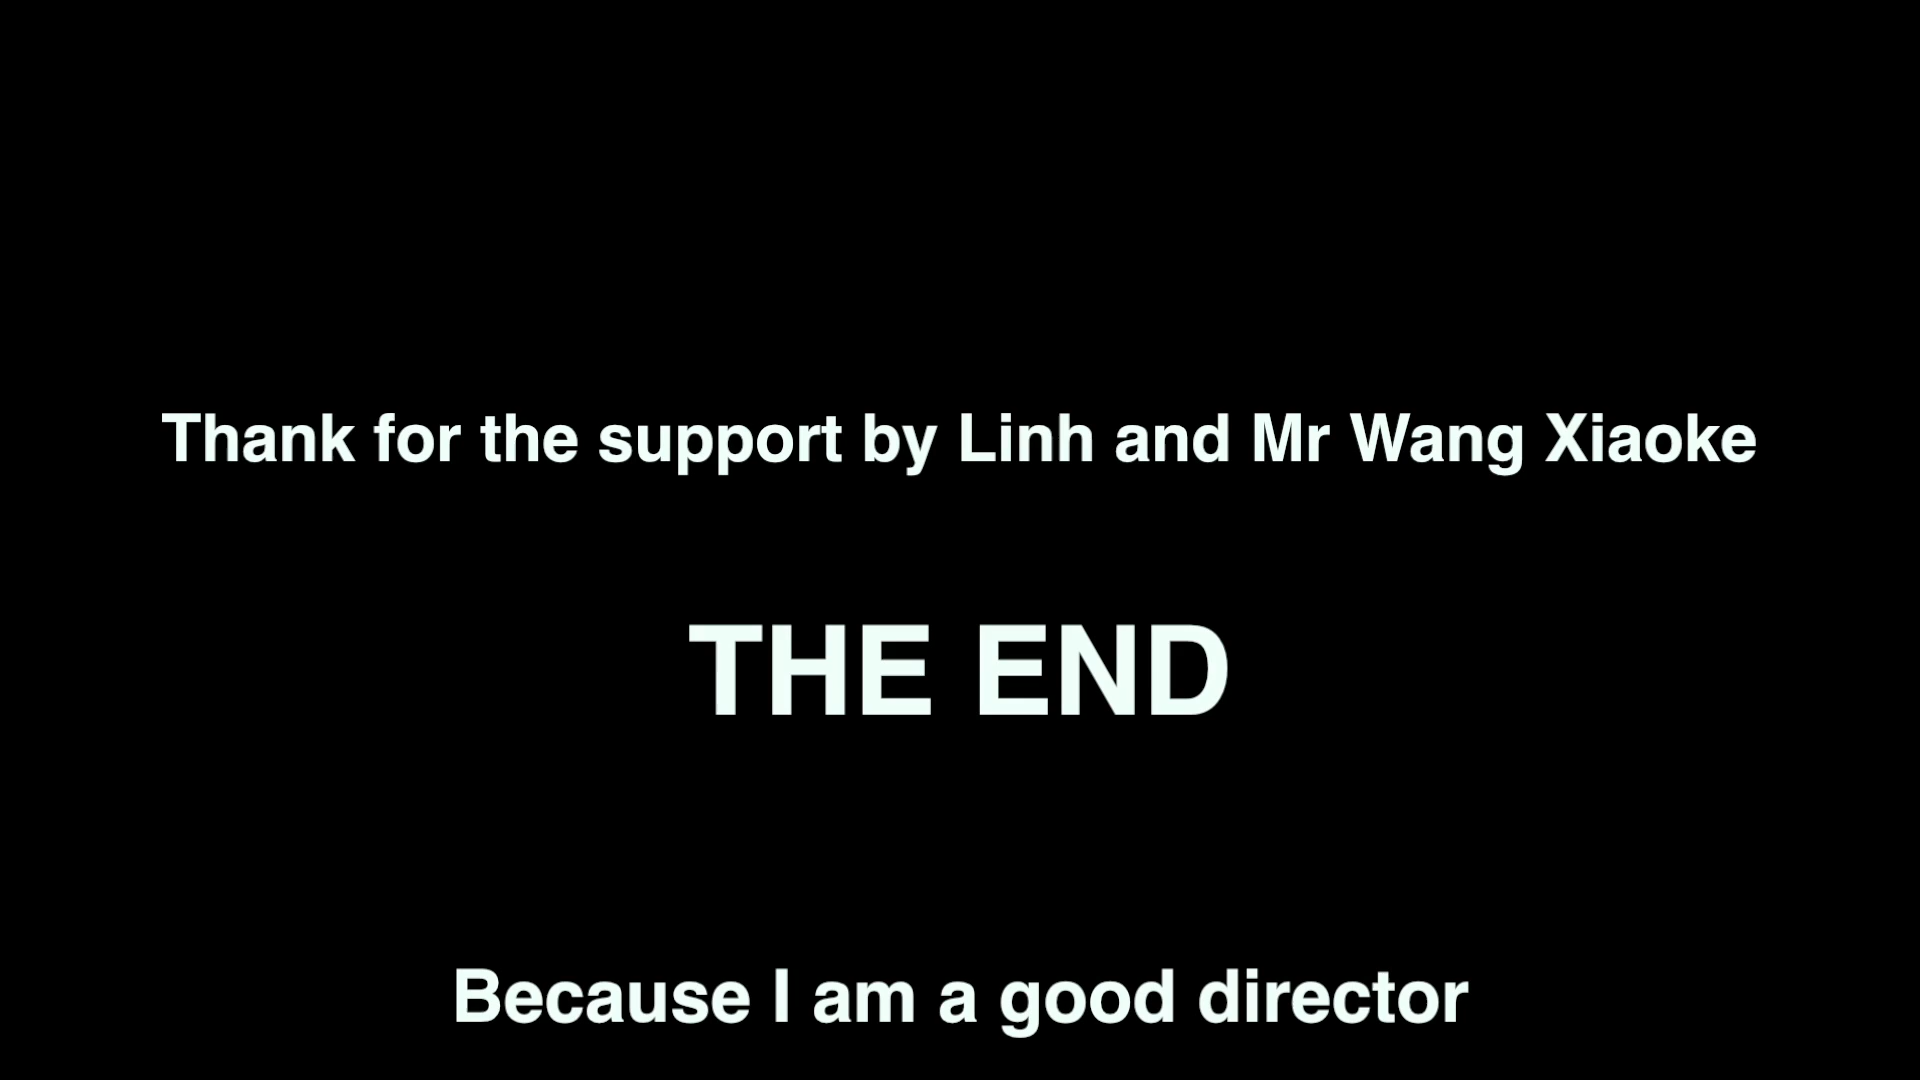 Thank for the support by Linh and Mr Wang Xiaoke
THE END
Because I am a good director